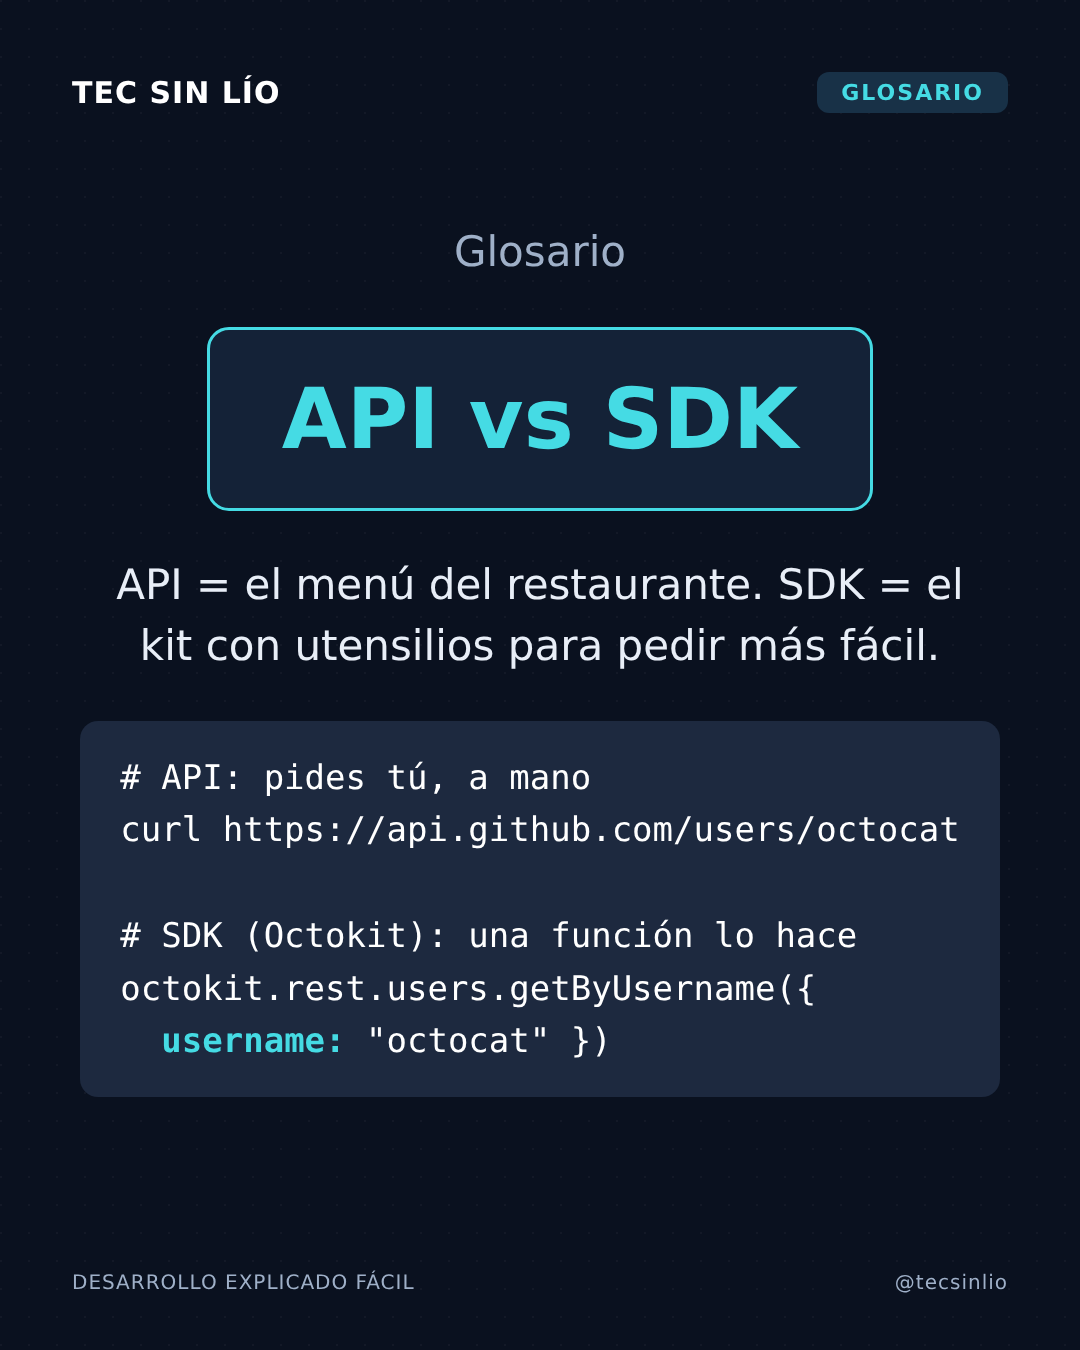 TEC SIN LÍO
GLOSARIO
Glosario
API vs SDK
API = el menú del restaurante. SDK = el
kit con utensilios para pedir más fácil.
# API: pides tú, a mano
curl https://api.github.com/users/octocat
# SDK (Octokit): una función lo hace
octokit.rest.users.getByUsername({
  username: "octocat" })
DESARROLLO EXPLICADO FÁCIL
@tecsinlio